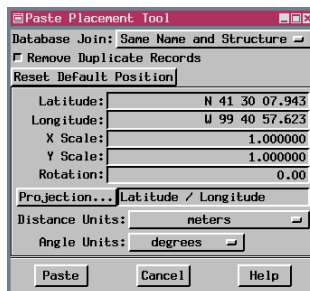 Paste Placement Tool
Database Join: Same Name and Structure
Remove Duplicate Records
Reset Default Position
Latitude: N 41 30 07.943
Longitude: W 99 40 57.623
X Scale: 1.000000
Y Scale: 1.000000
Rotation: 0.00
Projection... Latitude / Longitude
Distance Units: meters
Angle Units: degrees
Paste Cancel Help